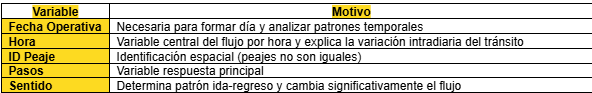 Variable Motivo
Fecha Operativa Necesaria para formar día y analizar patrones temporales
Hora Variable central del flujo por hora y explica la variación intradiaria del tránsito
ID Peaje Identificación espacial (peajes no son iguales)
Pasos Variable respuesta principal
Sentido Determina patrón ida-regreso y cambia significativamente el flujo